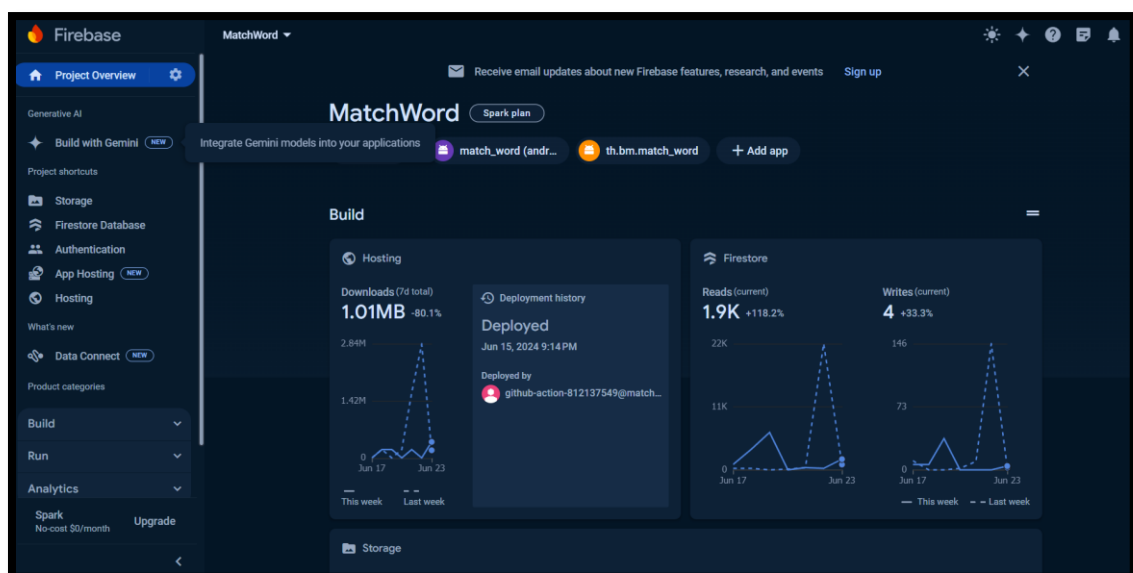 Firebase
MatchWord
Project Overview
Receive email updates about new Firebase features, research, and events Sign up
MatchWord Spark plan
Generative AI
Build with Gemini NEW
Integrate Gemini models into your applications
match_word (andr...
th.bm.match_word
+ Add app
Project shortcuts
Storage
Firestore Database
Authentication
App Hosting NEW
Hosting
What's new
Data Connect NEW
Product categories
Build
Run
Analytics
Spark
No-cost $0/month
Upgrade
Build
Hosting
Downloads (7d total)
1.01MB -80.1%
2.84M
1.42M
0
Jun 17 Jun 23
This week Last week
Deployment history
Deployed
Jun 15, 2024 9:14 PM
Deployed by
github-action-812137549@match...
Firestore
Reads (current)
1.9K +118.2%
22K
11K
0
Jun 17 Jun 23
Writes (current)
4 +33.3%
146
73
0
Jun 17 Jun 23
This week Last week
Storage